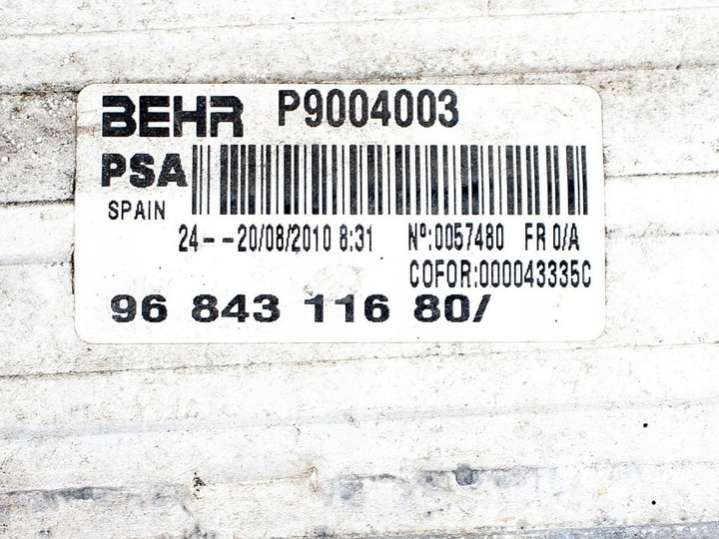 BEHR P9004003
PSA
SPAIN
24- -20/08/2010 8:31 Nº:0057480 FR 0/A
COFOR:000043335C
96 843 116 80/